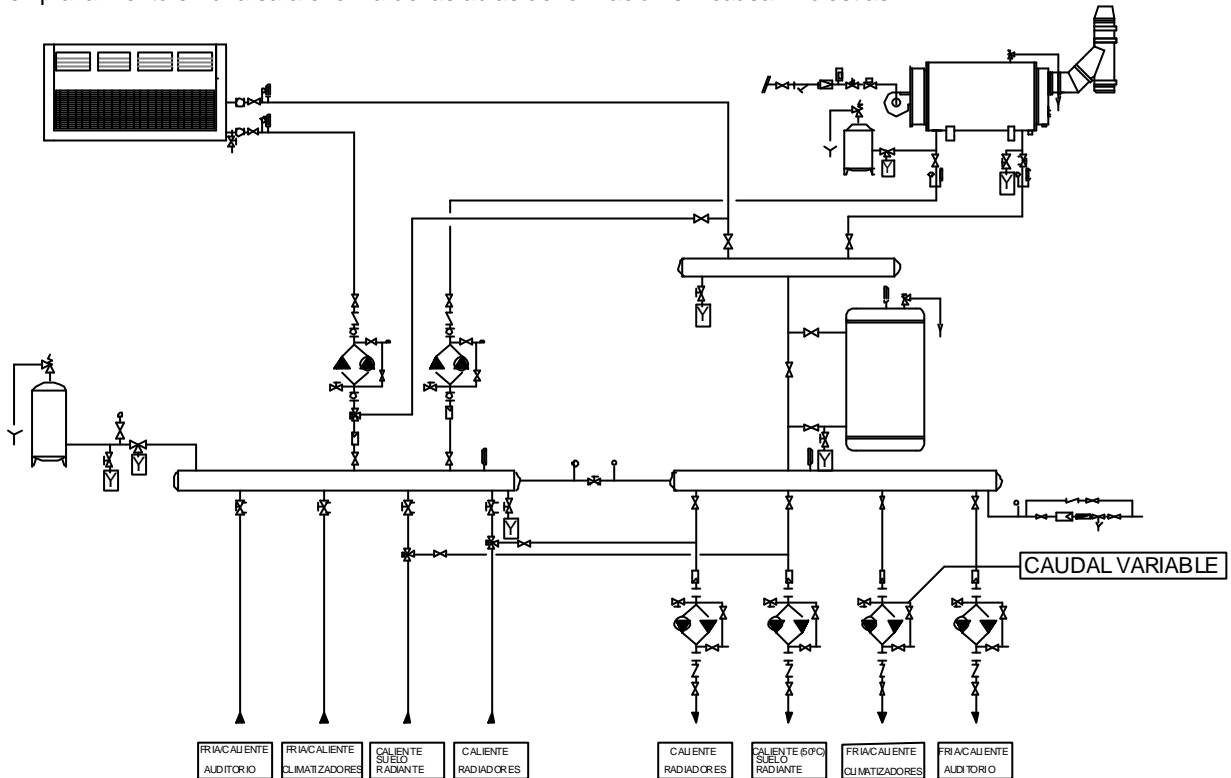 CAUDAL VARIABLE
FRIA/CALIENTE
AUDITORIO
FRIA/CALIENTE
CLIMATIZADORES
CALIENTE
SUELO
RADIANTE
CALIENTE
RADIADORES
CALIENTE
RADIADORES
CALIENTE (50ºC)
SUELO
RADIANTE
FRIA/CALIENTE
CLIMATIZADORES
FRIA/CALIENTE
AUDITORIO